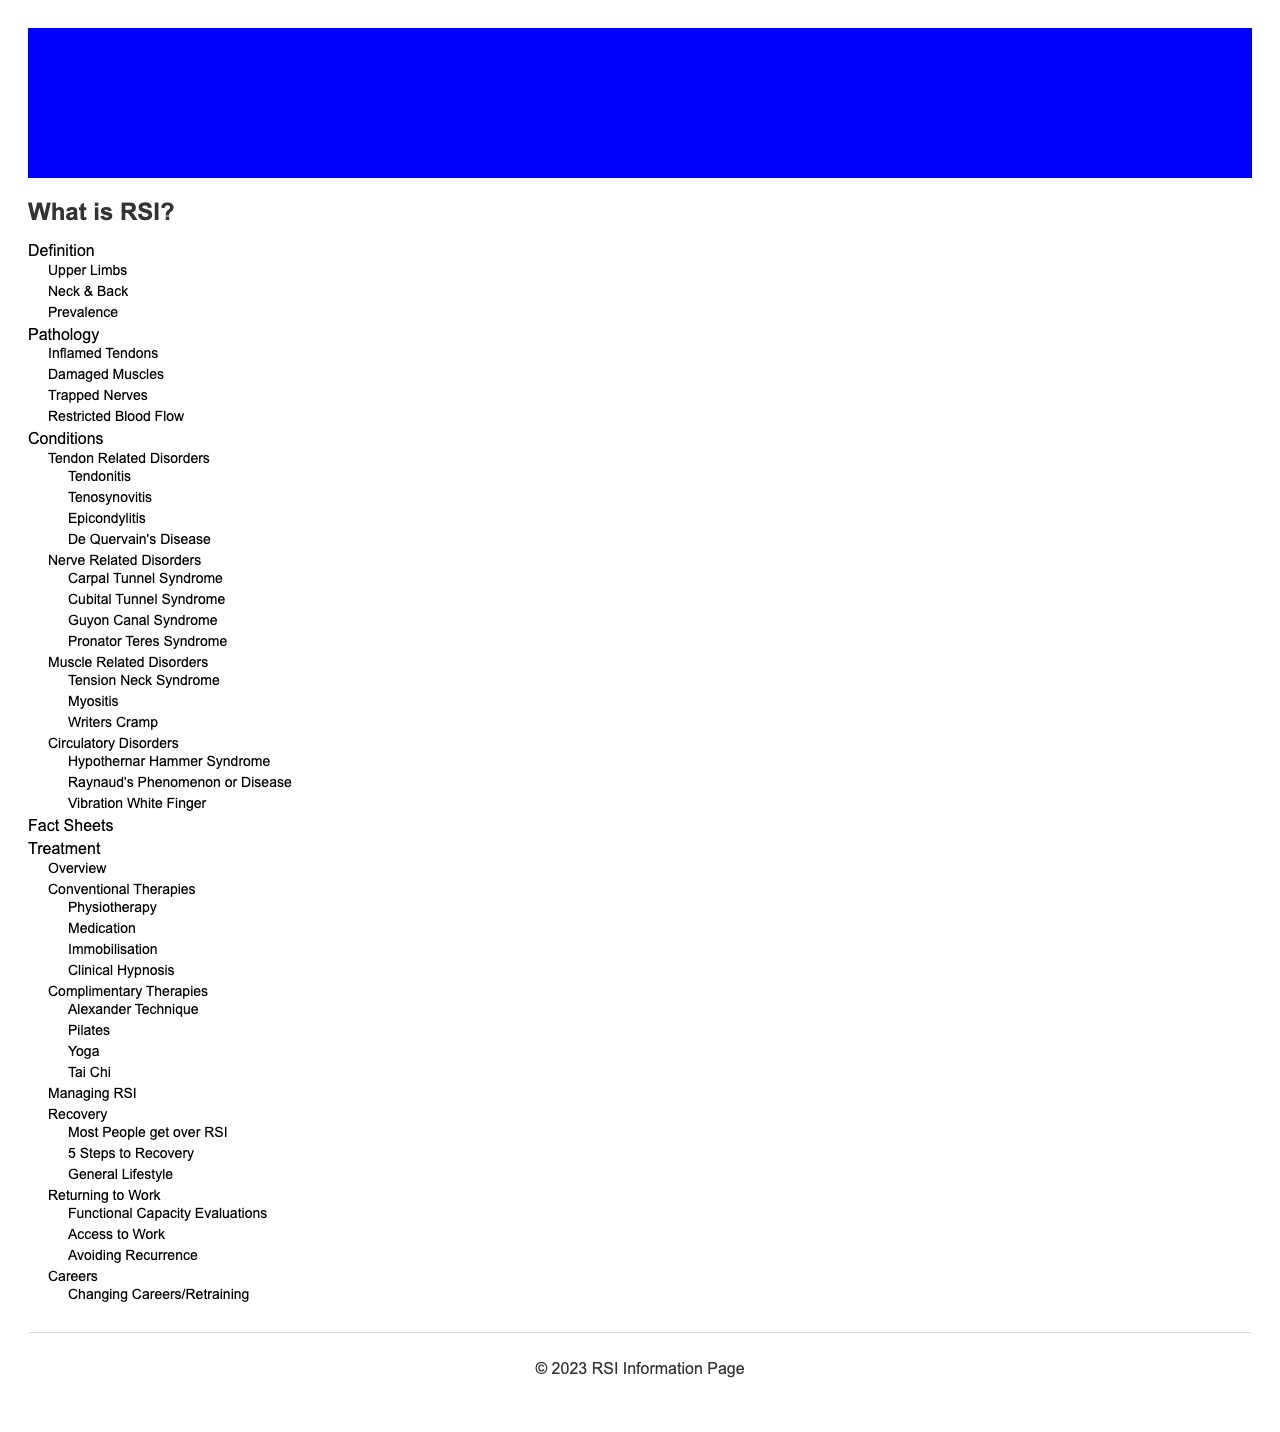 What is RSI?
Definition
Upper Limbs
Neck & Back
Prevalence
Pathology
Inflamed Tendons
Damaged Muscles
Trapped Nerves
Restricted Blood Flow
Conditions
Tendon Related Disorders
Tendonitis
Tenosynovitis
Epicondylitis
De Quervain's Disease
Nerve Related Disorders
Carpal Tunnel Syndrome
Cubital Tunnel Syndrome
Guyon Canal Syndrome
Pronator Teres Syndrome
Muscle Related Disorders
Tension Neck Syndrome
Myositis
Writers Cramp
Circulatory Disorders
Hypothernar Hammer Syndrome
Raynaud's Phenomenon or Disease
Vibration White Finger
Fact Sheets
Treatment
Overview
Conventional Therapies
Physiotherapy
Medication
Immobilisation
Clinical Hypnosis
Complimentary Therapies
Alexander Technique
Pilates
Yoga
Tai Chi
Managing RSI
Recovery
Most People get over RSI
5 Steps to Recovery
General Lifestyle
Returning to Work
Functional Capacity Evaluations
Access to Work
Avoiding Recurrence
Careers
Changing Careers/Retraining
© 2023 RSI Information Page